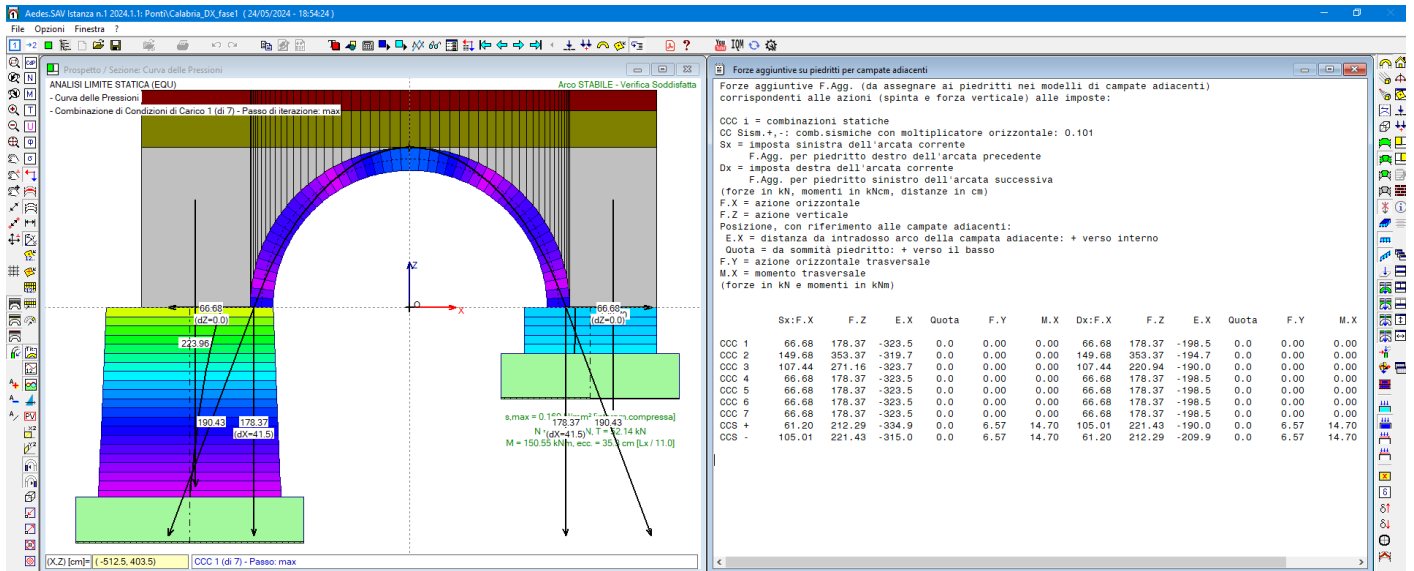 Aedes.SAV Istanza n.1 2024.1.1: Ponti\Calabria_DX_fase1 ( 24/05/2024 - 18:54:24 )
File Opzioni Finestra ?
Prospetto / Sezione: Curva delle Pressioni
ANALISI LIMITE STATICA (EQU)
Arco STABILE - Verifica Soddisfatta
- Curva delle Pressioni
- Combinazione di Condizioni di Carico 1 (di 7) - Passo di iterazione: max
Z
O
X
66.68
(dZ=0.0)
66.68
(dZ=0.0)
223.96
190.43
178.37
(dX=41.5)
178.37
190.43
(dX=41.5)
M = 150.55 kNm, ecc. = 35. cm [Lx / 11.0]
(X,Z) [cm]= ( -512.5, 403.5) CCC 1 (di 7) - Passo: max
Forze aggiuntive su piedritti per campate adiacenti
Forze aggiuntive F.Agg. (da assegnare ai piedritti nei modelli di campate adiacenti)
corrispondenti alle azioni (spinta e forza verticale) alle imposte:
CCC i = combinazioni statiche
CC Sism.+,-: comb.sismiche con moltiplicatore orizzontale: 0.101
Sx = imposta sinistra dell'arcata corrente
F.Agg. per piedritto destro dell'arcata precedente
Dx = imposta destra dell'arcata corrente
F.Agg. per piedritto sinistro dell'arcata successiva
(forze in kN, momenti in kNcm, distanze in cm)
F.X = azione orizzontale
F.Z = azione verticale
Posizione, con riferimento alle campate adiacenti:
E.X = distanza da intradosso arco della campata adiacente: + verso interno
Quota = da sommità piedritto: + verso il basso
F.Y = azione orizzontale trasversale
M.X = momento trasversale
(forze in kN e momenti in kNm)
Sx:F.X F.Z E.X Quota F.Y M.X Dx:F.X F.Z E.X Quota F.Y M.X
CCC 1 66.68 178.37 -323.5 0.0 0.00 0.00 66.68 178.37 -198.5 0.0 0.00 0.00
CCC 2 149.68 353.37 -319.7 0.0 0.00 0.00 149.68 353.37 -194.7 0.0 0.00 0.00
CCC 3 107.44 271.16 -323.7 0.0 0.00 0.00 107.44 220.94 -190.0 0.0 0.00 0.00
CCC 4 66.68 178.37 -323.5 0.0 0.00 0.00 66.68 178.37 -198.5 0.0 0.00 0.00
CCC 5 66.68 178.37 -323.5 0.0 0.00 0.00 66.68 178.37 -198.5 0.0 0.00 0.00
CCC 6 66.68 178.37 -323.5 0.0 0.00 0.00 66.68 178.37 -198.5 0.0 0.00 0.00
CCC 7 66.68 178.37 -323.5 0.0 0.00 0.00 66.68 178.37 -198.5 0.0 0.00 0.00
CCS + 61.20 212.29 -334.9 0.0 6.57 14.70 105.01 221.43 -190.0 0.0 6.57 14.70
CCS - 105.01 221.43 -315.0 0.0 6.57 14.70 61.20 212.29 -209.9 0.0 6.57 14.70